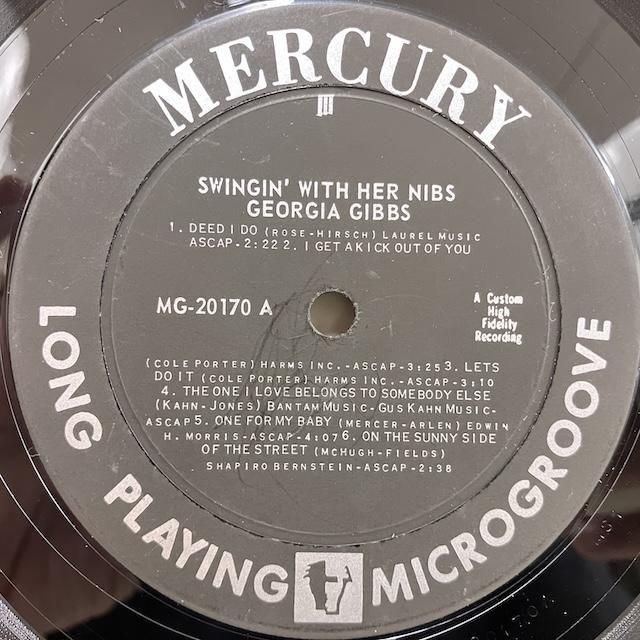 MERCURY
SWINGIN' WITH HER NIBS
GEORGIA GIBBS
1. DEED I DO (ROSE-HIRSCH) LAUREL MUSIC
ASCAP-2:22 2. I GET A KICK OUT OF YOU
MG-20170 A
A Custom
High
Fidelity
Recording
(COLE PORTER) HARMS INC.-ASCAP-3:25 3. LETS
DO IT (COLE PORTER) HARMS INC.-ASCAP-3:10
4. THE ONE I LOVE BELONGS TO SOMEBODY ELSE
(KAHN-JONES) BANTAM MUSIC-GUS KAHN MUSIC-
ASCAP 5. ONE FOR MY BABY (MERCER-ARLEN) EDWIN
H. MORRIS-ASCAP-4:07 6. ON THE SUNNY SIDE
OF THE STREET (MCHUGH-FIELDS)
SHAPIRO BERNSTEIN-ASCAP-2:38
LONG PLAYING MICROGROOVE